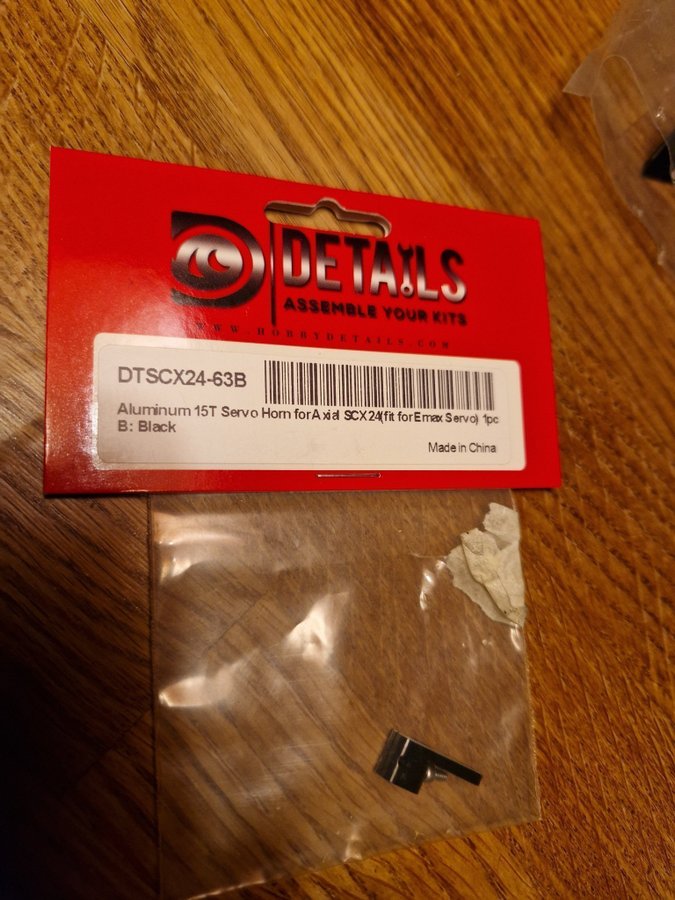 DETAILS
ASSEMBLE YOUR KITS
WWW.HOBBYDETAILS.COM
DTSCX24-63B
Aluminum 15T Servo Horn for Axial SCX24(fit for Emax Servo) 1pc
B: Black
Made in China